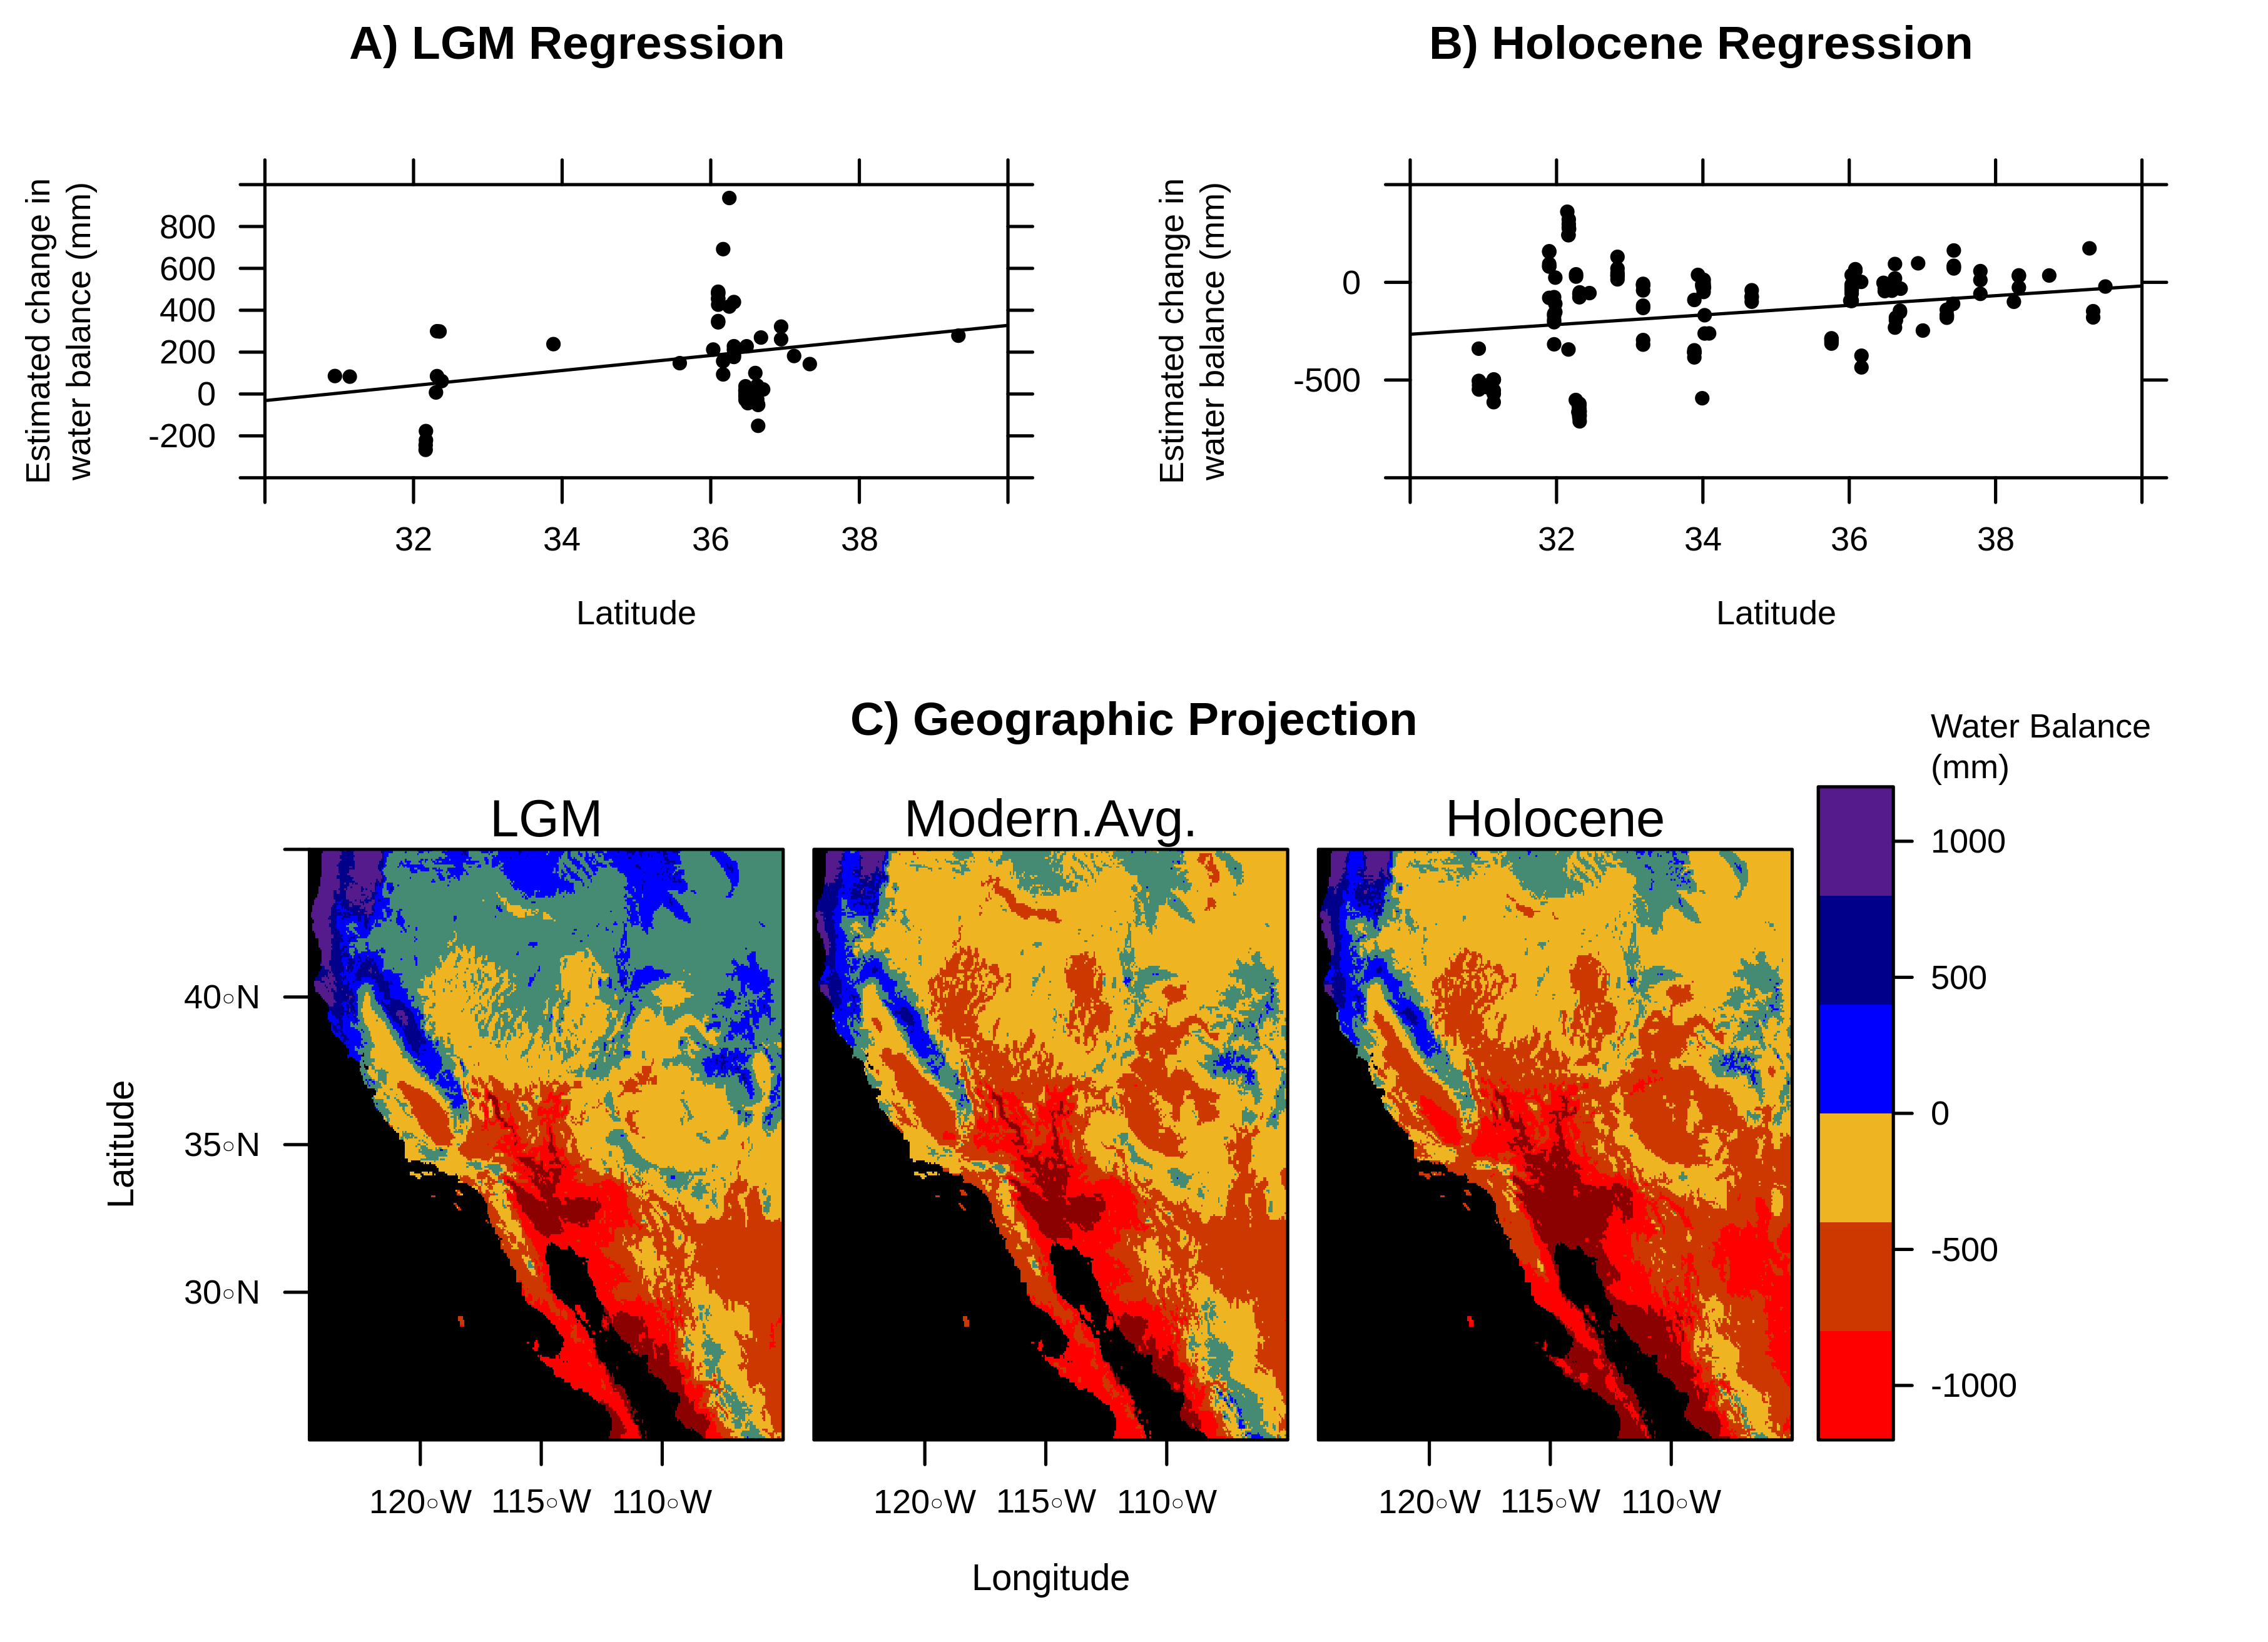 A) LGM Regression
B) Holocene Regression
Estimated change in
water balance (mm)
800
600
400
200
0
-200
32
34
36
38
Latitude
Estimated change in
water balance (mm)
0
-500
32
34
36
38
Latitude
C) Geographic Projection
Water Balance
(mm)
LGM
Modern.Avg.
Holocene
1000
500
0
-500
-1000
Latitude
40◦N
35◦N
30◦N
120◦W
115◦W
110◦W
120◦W
115◦W
110◦W
120◦W
115◦W
110◦W
Longitude